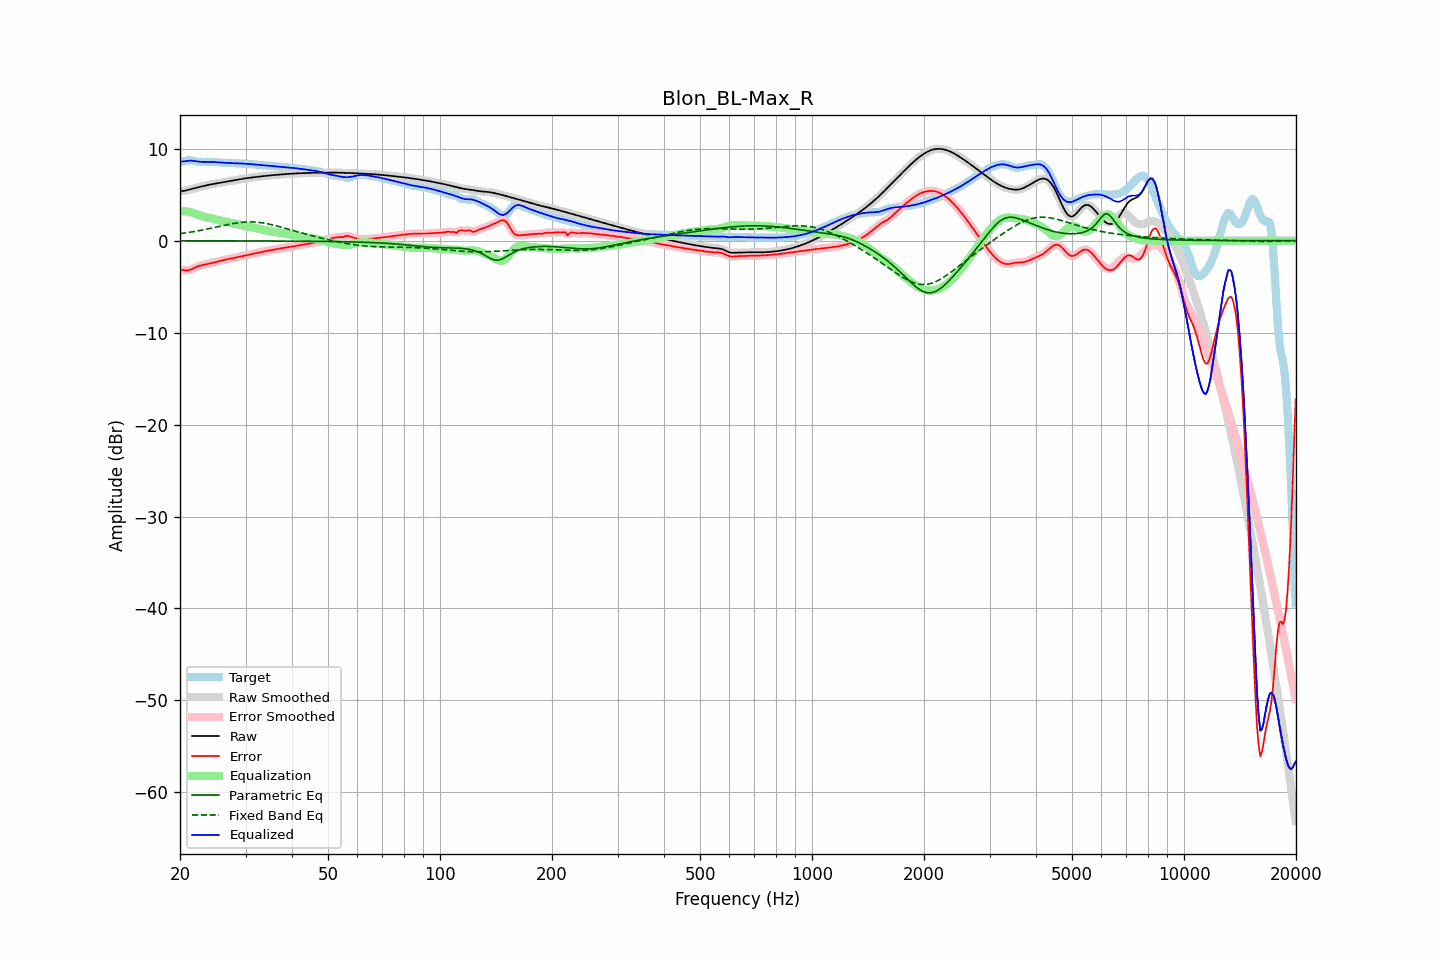 Blon_BL-Max_R
Amplitude (dBr)
10
0
−10
−20
−30
−40
−50
−60
Target
Raw Smoothed
Error Smoothed
Raw
Error
Equalization
Parametric Eq
Fixed Band Eq
Equalized
20 50 100 200 500 1000 2000 5000 10000 20000
Frequency (Hz)